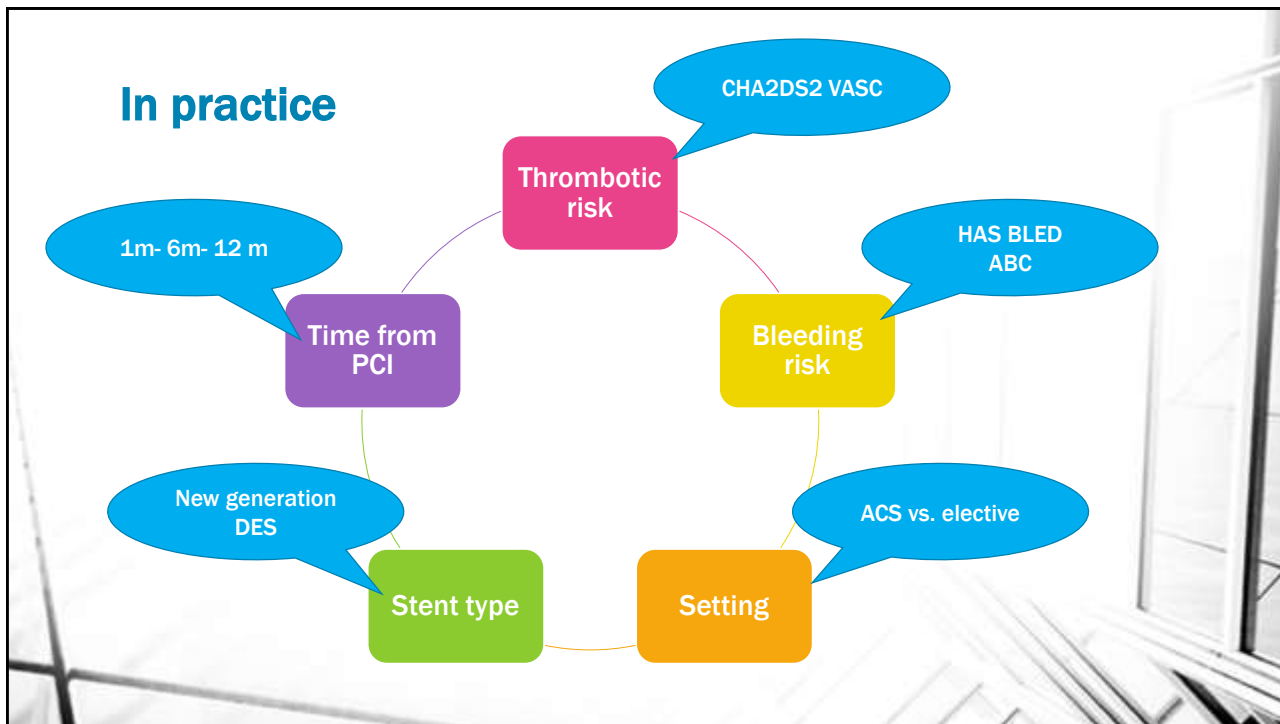 In practice
CHA2DS2 VASC
Thrombotic
risk
HAS BLED
ABC
Bleeding
risk
ACS vs. elective
Setting
New generation
DES
Stent type
1m- 6m- 12 m
Time from
PCI